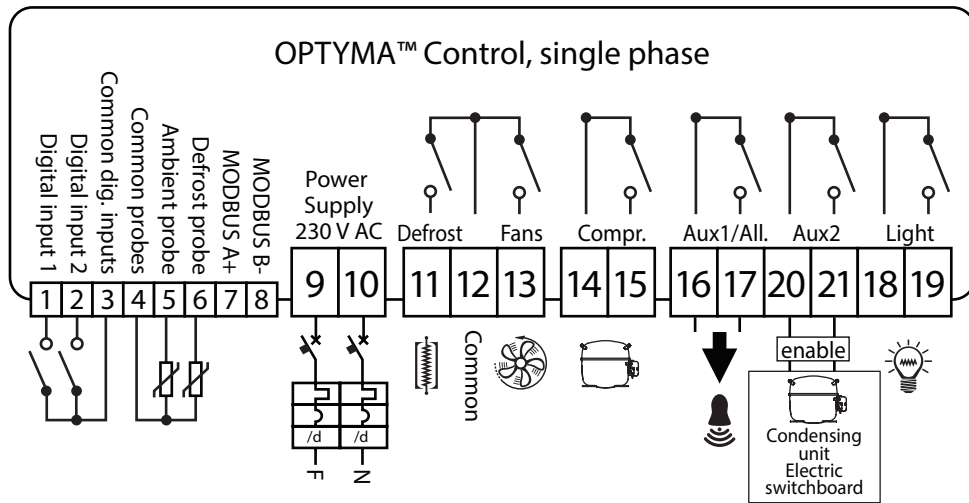 OPTYMA™ Control, single phase
Digital input 1
Digital input 2
Common dig. inputs
Common probes
Ambient probe
Defrost probe
MODBUS A+
MODBUS B-
Power
Supply
230 V AC
Defrost
Fans
Compr.
Aux1/All.
Aux2
Light
1 2 3 4 5 6 7 8
9 10
11 12 13
14 15
16 17 20 21 18 19
Common
enable
/d /d
F N
Condensing
unit
Electric
switchboard